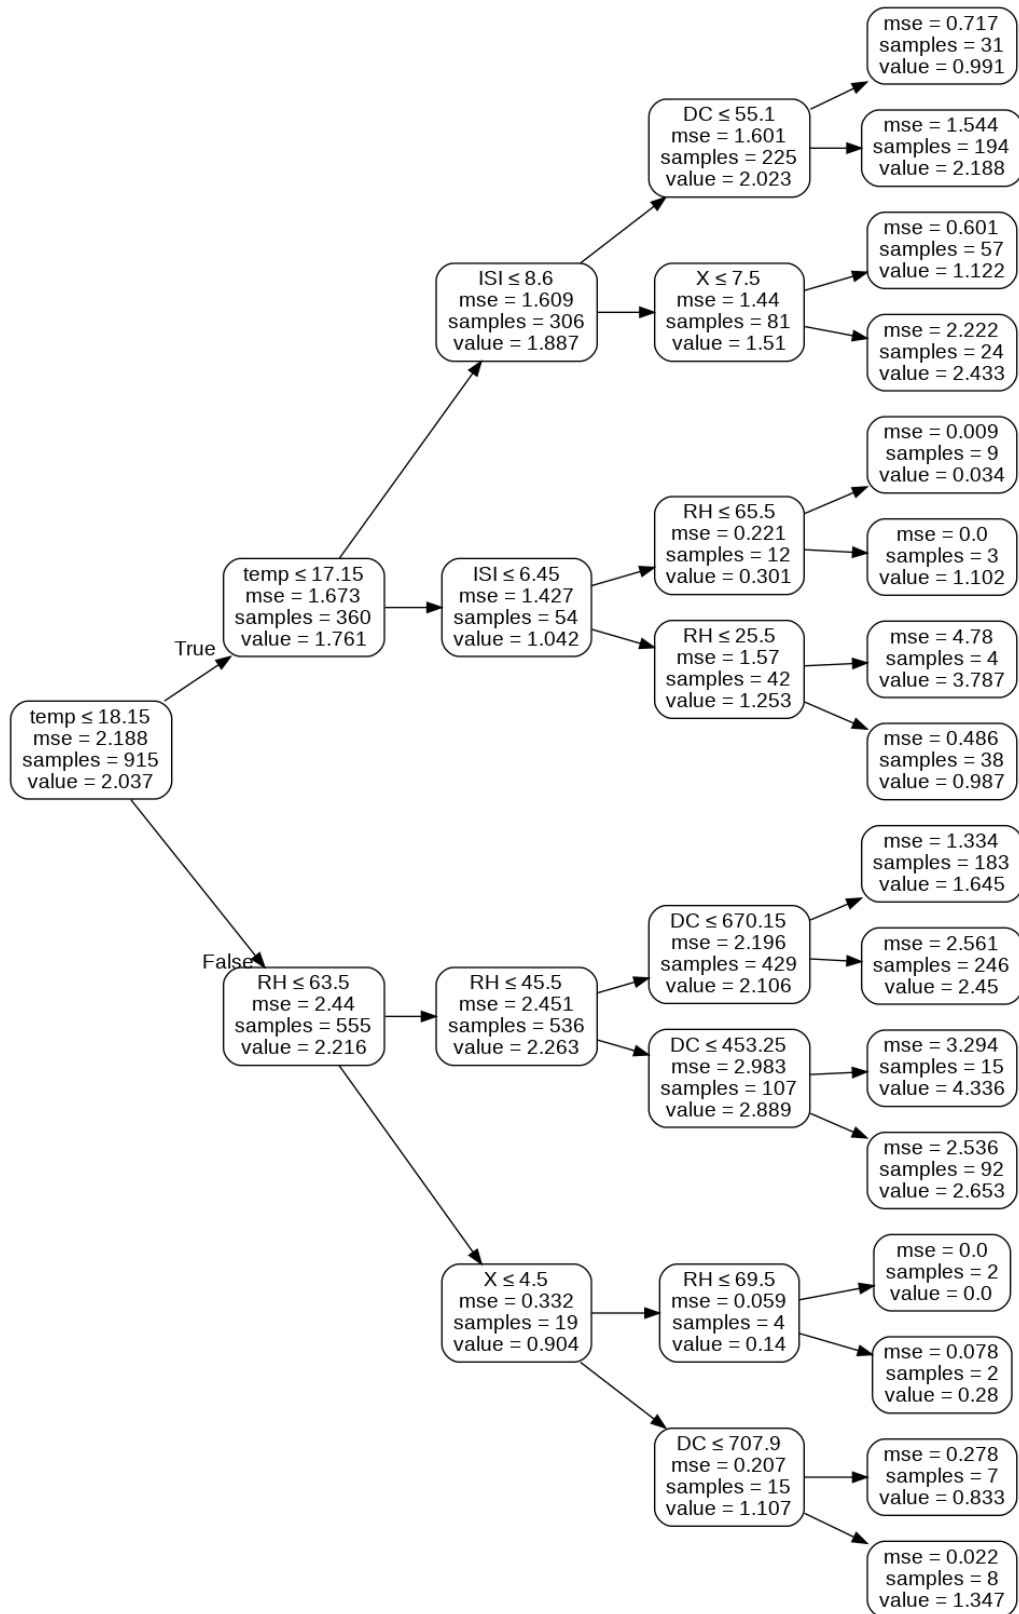 mse = 0.717
samples = 31
value = 0.991
DC ≤ 55.1
mse = 1.601
samples = 225
value = 2.023
mse = 1.544
samples = 194
value = 2.188
mse = 0.601
samples = 57
value = 1.122
ISI ≤ 8.6
mse = 1.609
samples = 306
value = 1.887
X ≤ 7.5
mse = 1.44
samples = 81
value = 1.51
mse = 2.222
samples = 24
value = 2.433
mse = 0.009
samples = 9
value = 0.034
RH ≤ 65.5
mse = 0.221
samples = 12
value = 0.301
mse = 0.0
samples = 3
value = 1.102
temp ≤ 17.15
mse = 1.673
samples = 360
value = 1.761
ISI ≤ 6.45
mse = 1.427
samples = 54
value = 1.042
RH ≤ 25.5
mse = 1.57
samples = 42
value = 1.253
mse = 4.78
samples = 4
value = 3.787
True
temp ≤ 18.15
mse = 2.188
samples = 915
value = 2.037
mse = 0.486
samples = 38
value = 0.987
mse = 1.334
samples = 183
value = 1.645
DC ≤ 670.15
mse = 2.196
samples = 429
value = 2.106
mse = 2.561
samples = 246
value = 2.45
False
RH ≤ 63.5
mse = 2.44
samples = 555
value = 2.216
RH ≤ 45.5
mse = 2.451
samples = 536
value = 2.263
DC ≤ 453.25
mse = 2.983
samples = 107
value = 2.889
mse = 3.294
samples = 15
value = 4.336
mse = 2.536
samples = 92
value = 2.653
mse = 0.0
samples = 2
value = 0.0
X ≤ 4.5
mse = 0.332
samples = 19
value = 0.904
RH ≤ 69.5
mse = 0.059
samples = 4
value = 0.14
mse = 0.078
samples = 2
value = 0.28
DC ≤ 707.9
mse = 0.207
samples = 15
value = 1.107
mse = 0.278
samples = 7
value = 0.833
mse = 0.022
samples = 8
value = 1.347